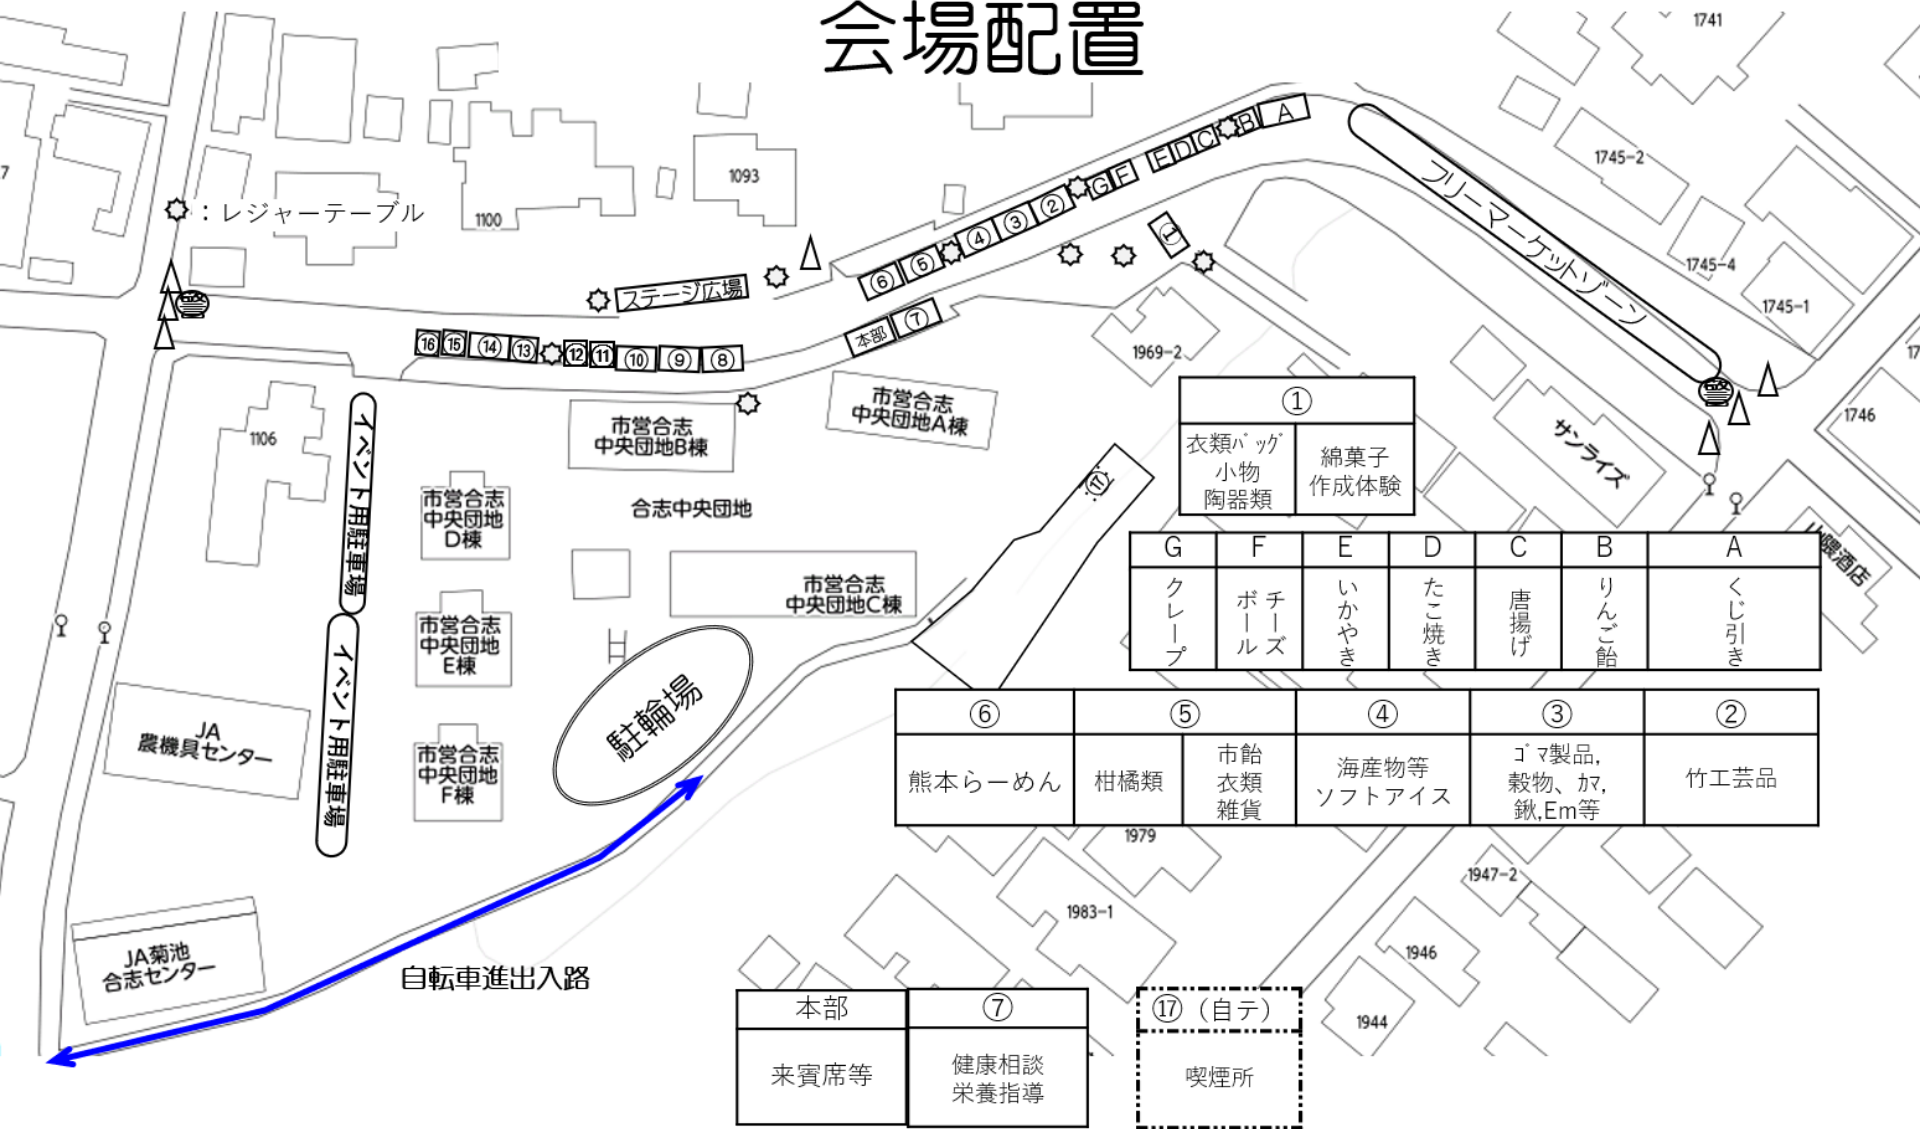 会場配置
1741
1745-2
7
1093
1100
：レジャーテーブル
A
B
C
D
E
F
G
②
③
④
⑤
⑥
①
フリーマーケットゾーン
1745-4
1745-1
17
ステージ広場
警
本部
⑦
⑯
⑮
⑭
⑬
⑫
⑪
⑩
⑨
⑧
1969-2
警
1746
1106
市営合志
中央団地B棟
市営合志
中央団地A棟
サンライズ
イベント用駐車場
市営合志
中央団地
D棟
合志中央団地
⑰
①
衣類ﾊﾞｯｸﾞ
小物
陶器類
綿菓子
作成体験
G
F
E
D
C
B
A
クレープ
チーズ
ボール
いかやき
たこ焼き
唐揚げ
りんご飴
くじ引き
隈酒店
市営合志
中央団地C棟
市営合志
中央団地
E棟
イベント用駐車場
駐輪場
JA
農機具センター
市営合志
中央団地
F棟
⑥
⑤
④
③
②
熊本らーめん
柑橘類
市飴
衣類
雑貨
海産物等
ソフトアイス
ｺﾞﾏ製品,
穀物、ｶﾏ,
鍬,Em等
竹工芸品
1979
1947-2
1983-1
1946
1944
JA菊池
合志センター
自転車進出入路
本部
⑦
来賓席等
健康相談
栄養指導
⑰（自テ）
喫煙所